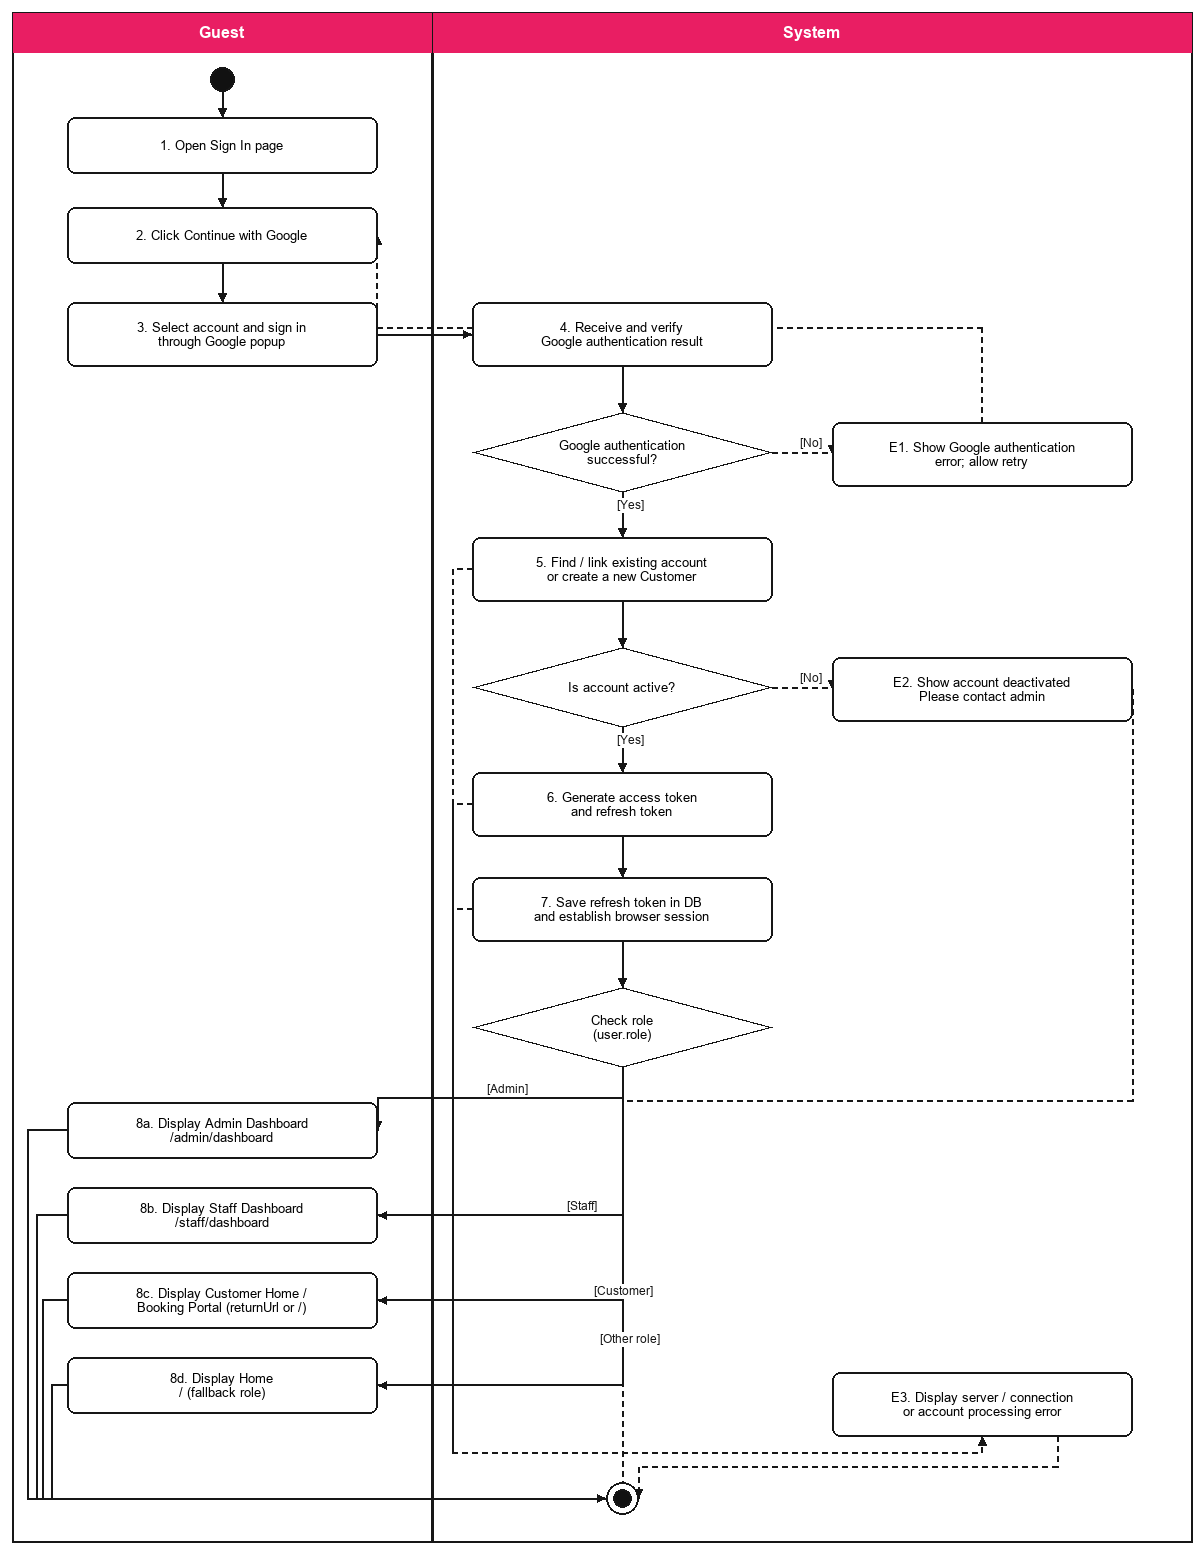 Guest
System
1. Open Sign In page
2. Click Continue with Google
3. Select account and sign in
through Google popup
4. Receive and verify
Google authentication result
Google authentication
successful?
[No]
E1. Show Google authentication
error; allow retry
[Yes]
5. Find / link existing account
or create a new Customer
Is account active?
[No]
E2. Show account deactivated
Please contact admin
[Yes]
6. Generate access token
and refresh token
7. Save refresh token in DB
and establish browser session
Check role
(user.role)
[Admin]
8a. Display Admin Dashboard
/admin/dashboard
[Staff]
8b. Display Staff Dashboard
/staff/dashboard
[Customer]
8c. Display Customer Home /
Booking Portal (returnUrl or /)
[Other role]
8d. Display Home
/ (fallback role)
E3. Display server / connection
or account processing error